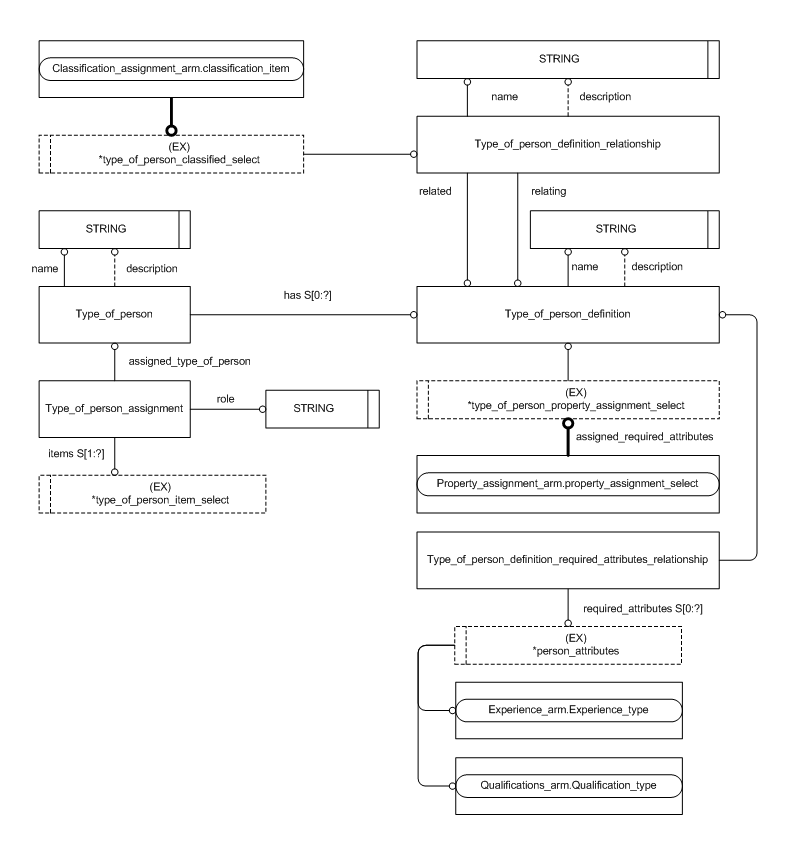 Classification_assignment_arm.classification_item
STRING
name
description
(EX)
*type_of_person_classified_select
Type_of_person_definition_relationship
related
relating
STRING
STRING
name
description
name
description
Type_of_person
has S[0:?]
Type_of_person_definition
assigned_type_of_person
Type_of_person_assignment
role
STRING
(EX)
*type_of_person_property_assignment_select
assigned_required_attributes
items S[1:?]
(EX)
*type_of_person_item_select
Property_assignment_arm.property_assignment_select
Type_of_person_definition_required_attributes_relationship
required_attributes S[0:?]
(EX)
*person_attributes
Experience_arm.Experience_type
Qualifications_arm.Qualification_type